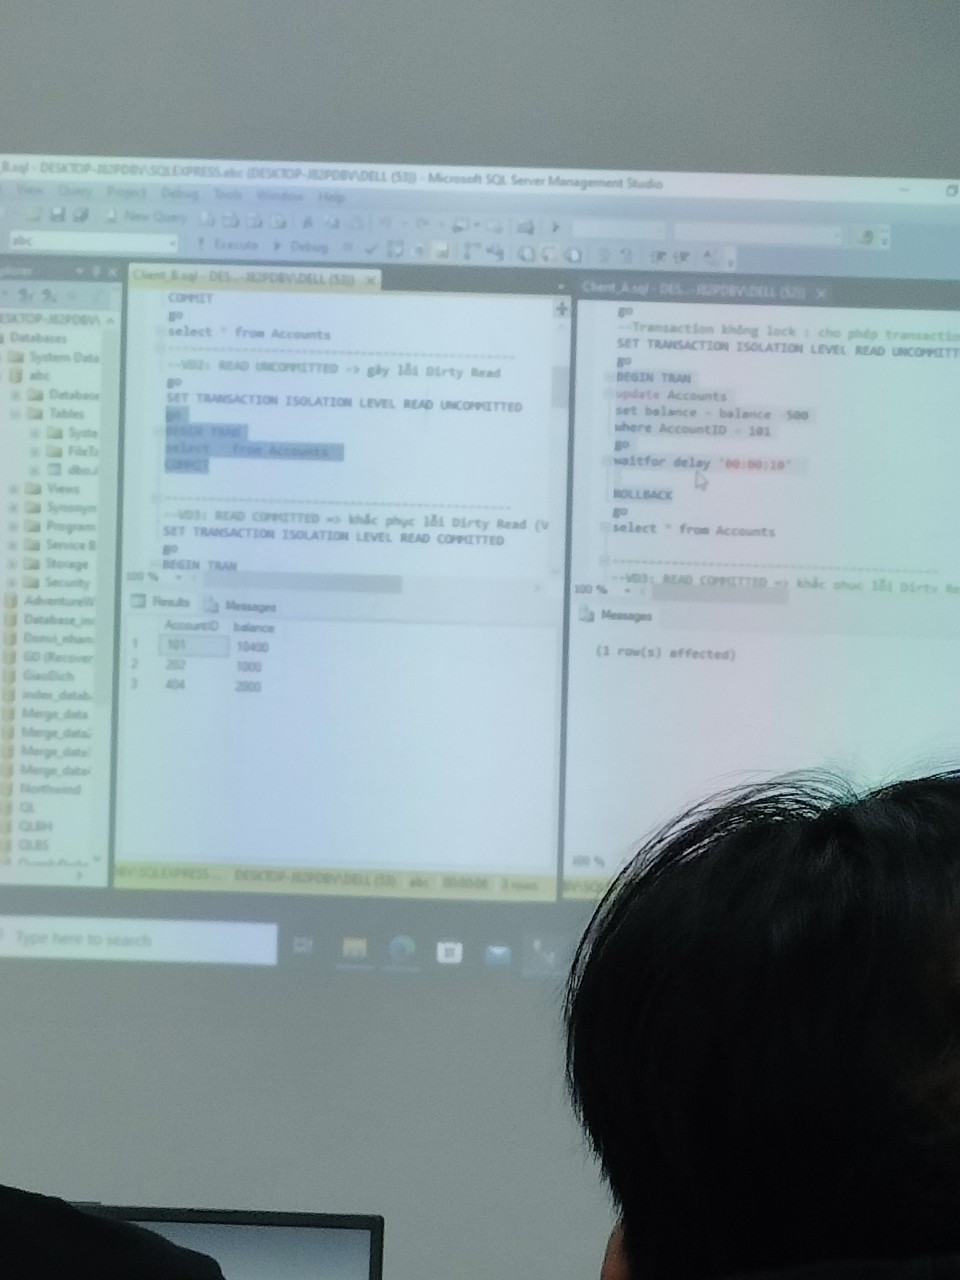 B.sql - DESKTOP-J82PDBV\SQLEXPRESS.abc (DESKTOP-J82PDBV\DELL (53)) - Microsoft SQL Server Management Studio
View Query Project Debug Tools Window Help
New Query
abc
Execute Debug
Client_B.sql - DES...-J82PDBV\DELL (53))
COMMIT
go
select * from Accounts
--VD2: READ UNCOMMITTED => gây lỗi Dirty Read
go
SET TRANSACTION ISOLATION LEVEL READ UNCOMMITTED
go
BEGIN TRAN
select * from Accounts
COMMIT
--VD3: READ COMMITTED => khắc phục lỗi Dirty Read (V
SET TRANSACTION ISOLATION LEVEL READ COMMITTED
go
BEGIN TRAN
100 %
Results Messages
AccountID balance
1 101 10400
2 202 1000
3 404 2000
DESKTOP-J82PDBV\DELL (53) abc 00:00:06 3 rows
Client_A.sql - DES...-J82PDBV\DELL (52))
go
--Transaction không lock : cho phép transactio
SET TRANSACTION ISOLATION LEVEL READ UNCOMMITT
go
BEGIN TRAN
update Accounts
set balance = balance -500
where AccountID = 101
go
waitfor delay '00:00:10'
ROLLBACK
go
select * from Accounts
--VD3: READ COMMITTED => khắc phục lỗi Dirty Re
100 %
Messages
(1 row(s) affected)
100 %
Databases
System Data
abc
Database
Tables
Syste
FileTa
dbo.A
Views
Synonym
Program
Service B
Storage
Security
AdventureW
Database_in
GD (Recover
GiaoDich
index_datab
Merge_data
Merge_data
Merge_data
Merge_data
Northwind
QL
QLBH
QLBS
Type here to search